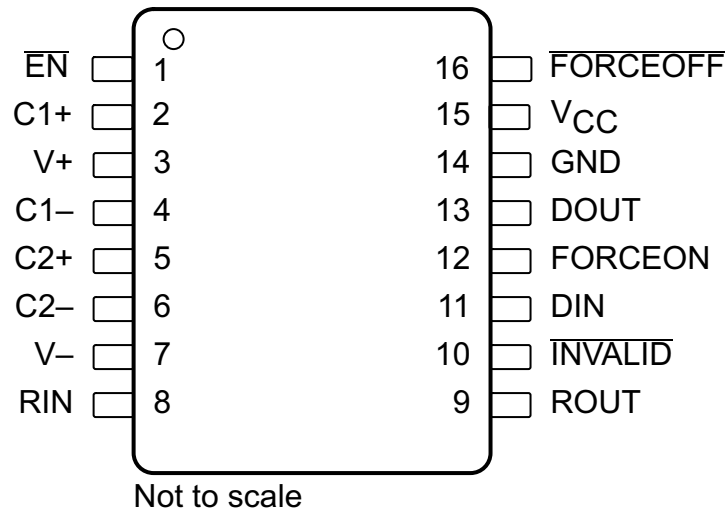 EN 1 16 FORCEOFF
C1+ 2 15 VCC
V+ 3 14 GND
C1– 4 13 DOUT
C2+ 5 12 FORCEON
C2– 6 11 DIN
V– 7 10 INVALID
RIN 8 9 ROUT
Not to scale